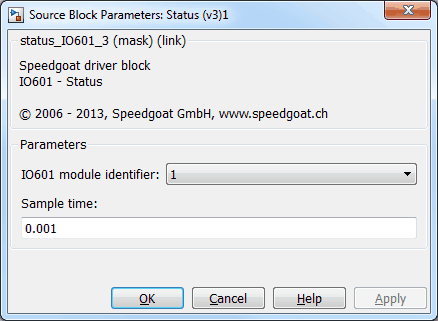 Source Block Parameters: Status (v3)1
status_IO601_3 (mask) (link)
Speedgoat driver block
IO601 - Status
© 2006 - 2013, Speedgoat GmbH, www.speedgoat.ch
Parameters
IO601 module identifier: 1
Sample time:
0.001
OK Cancel Help Apply